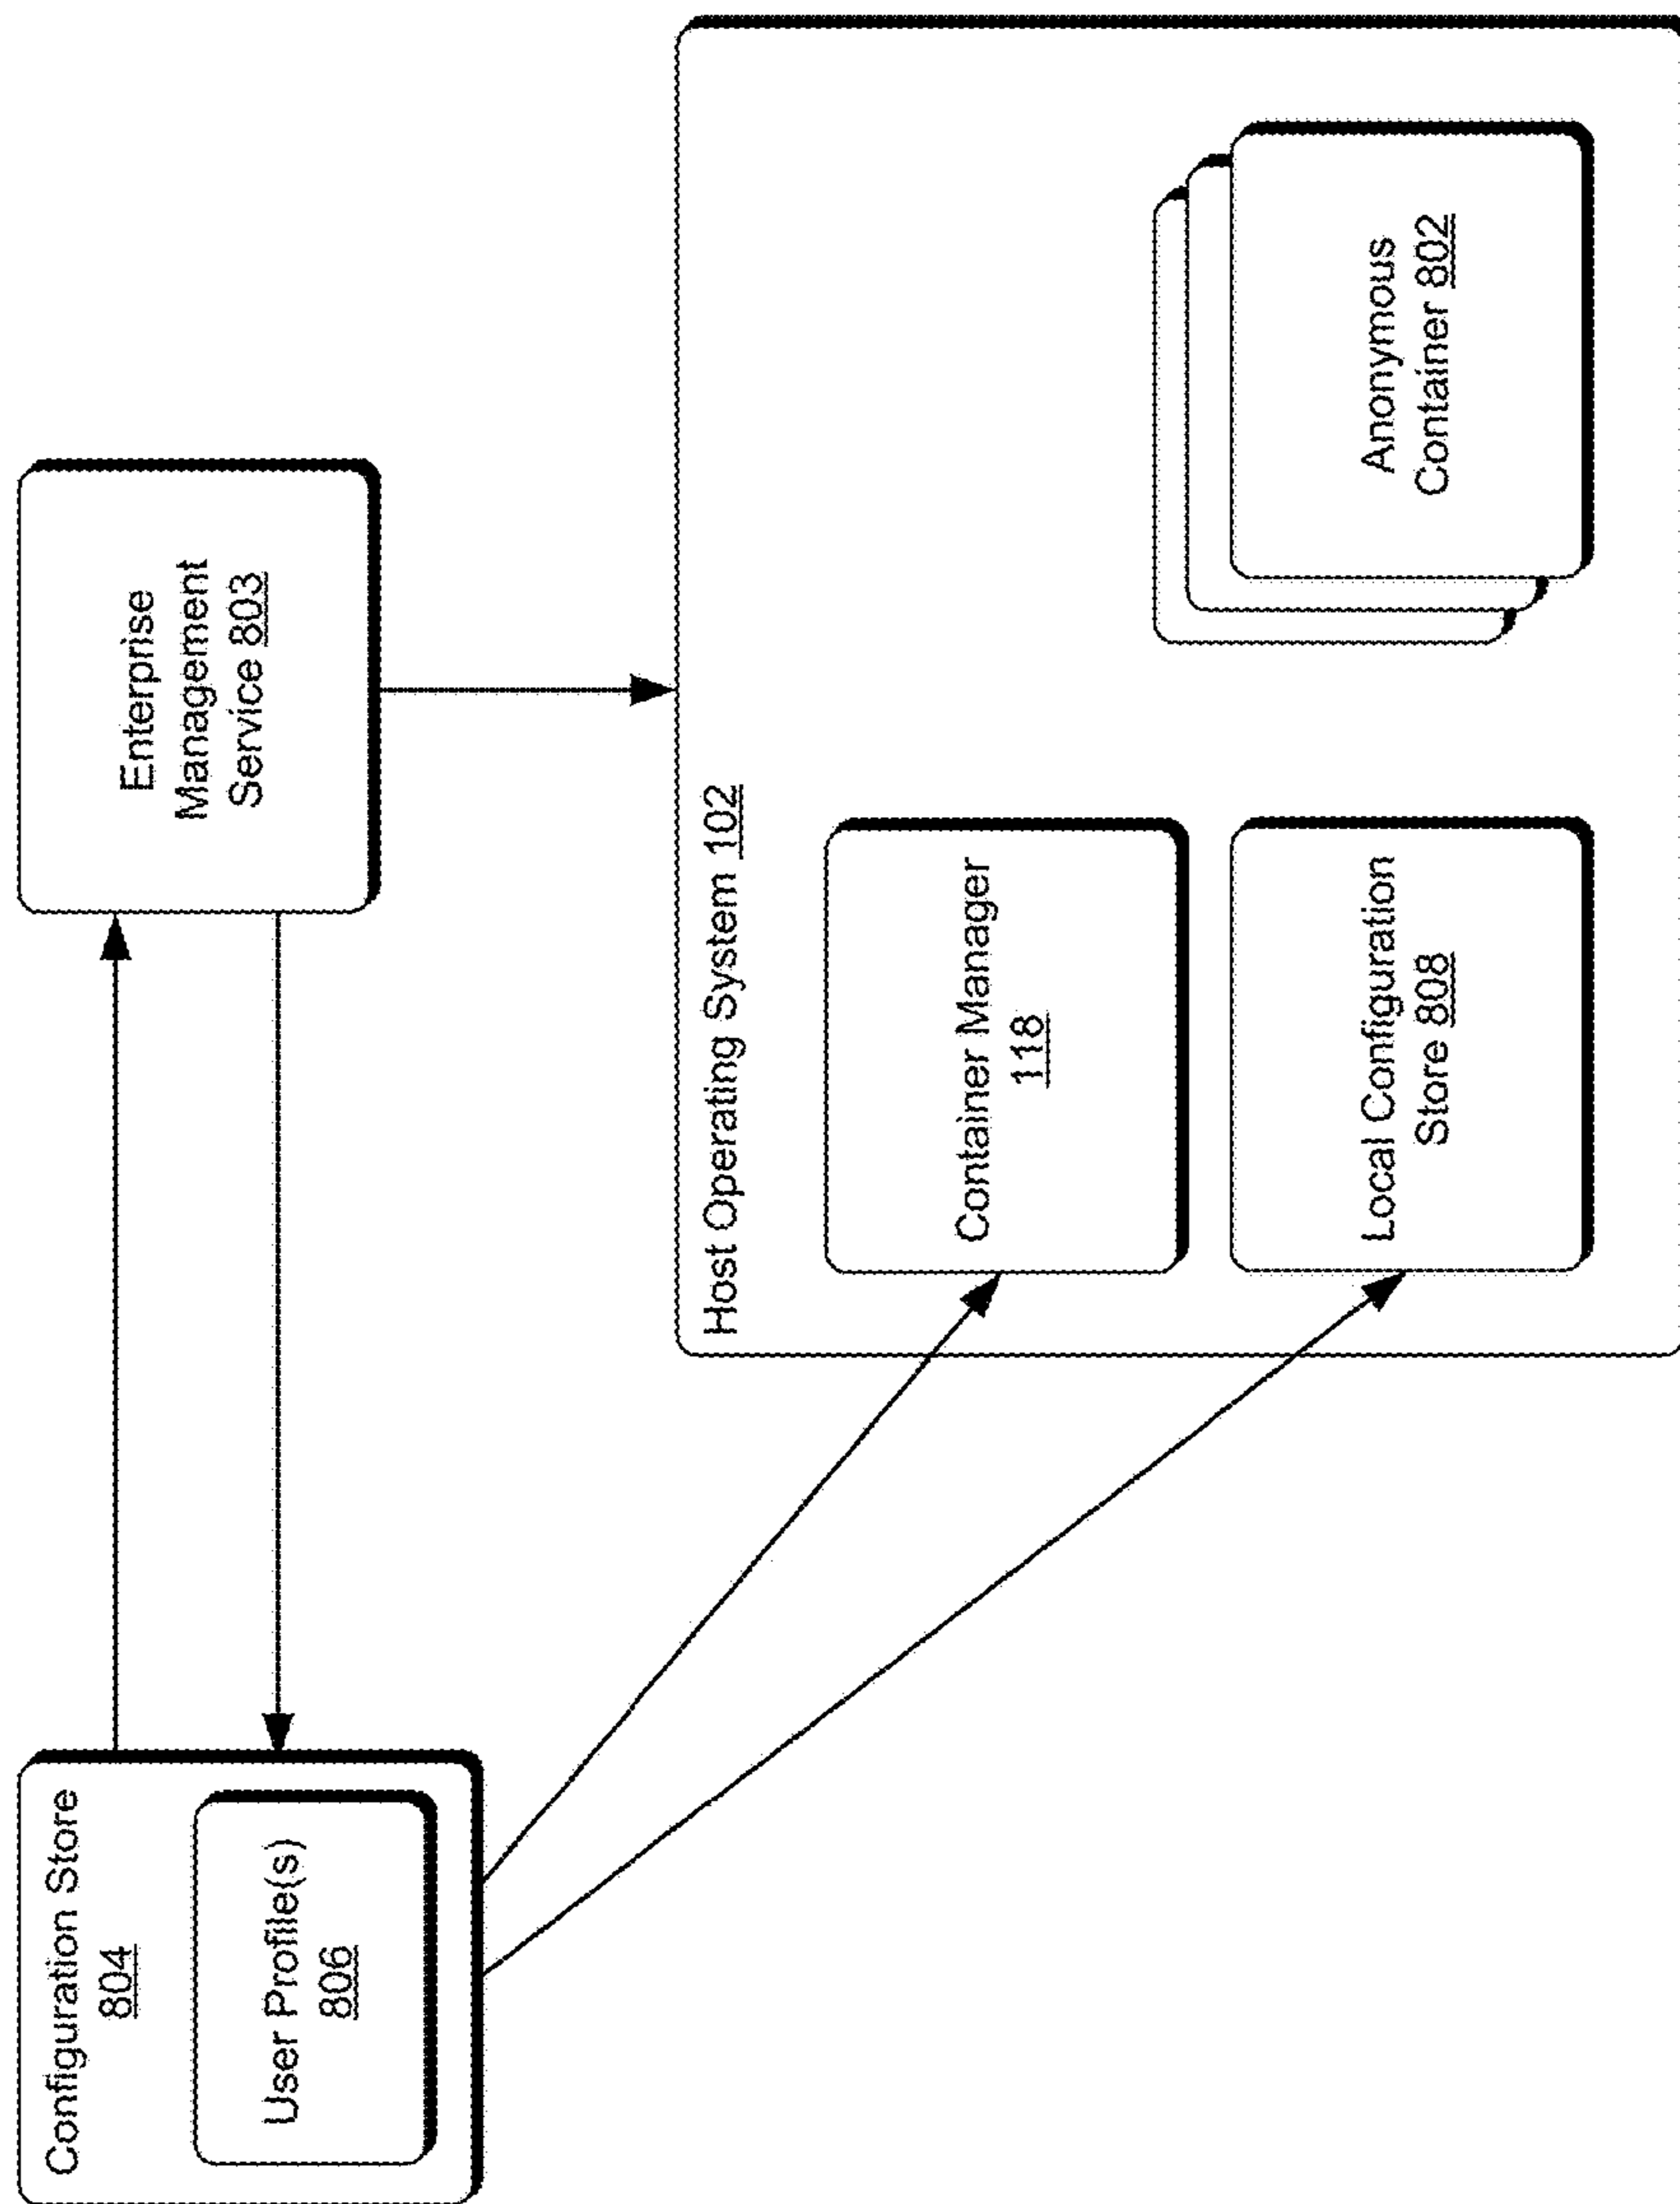 Configuration Store
804
User Profile(s)
806
Enterprise
Management
Service 803
Host Operating System 102
Container Manager
118
Local Configuration
Store 808
Anonymous
Container 802